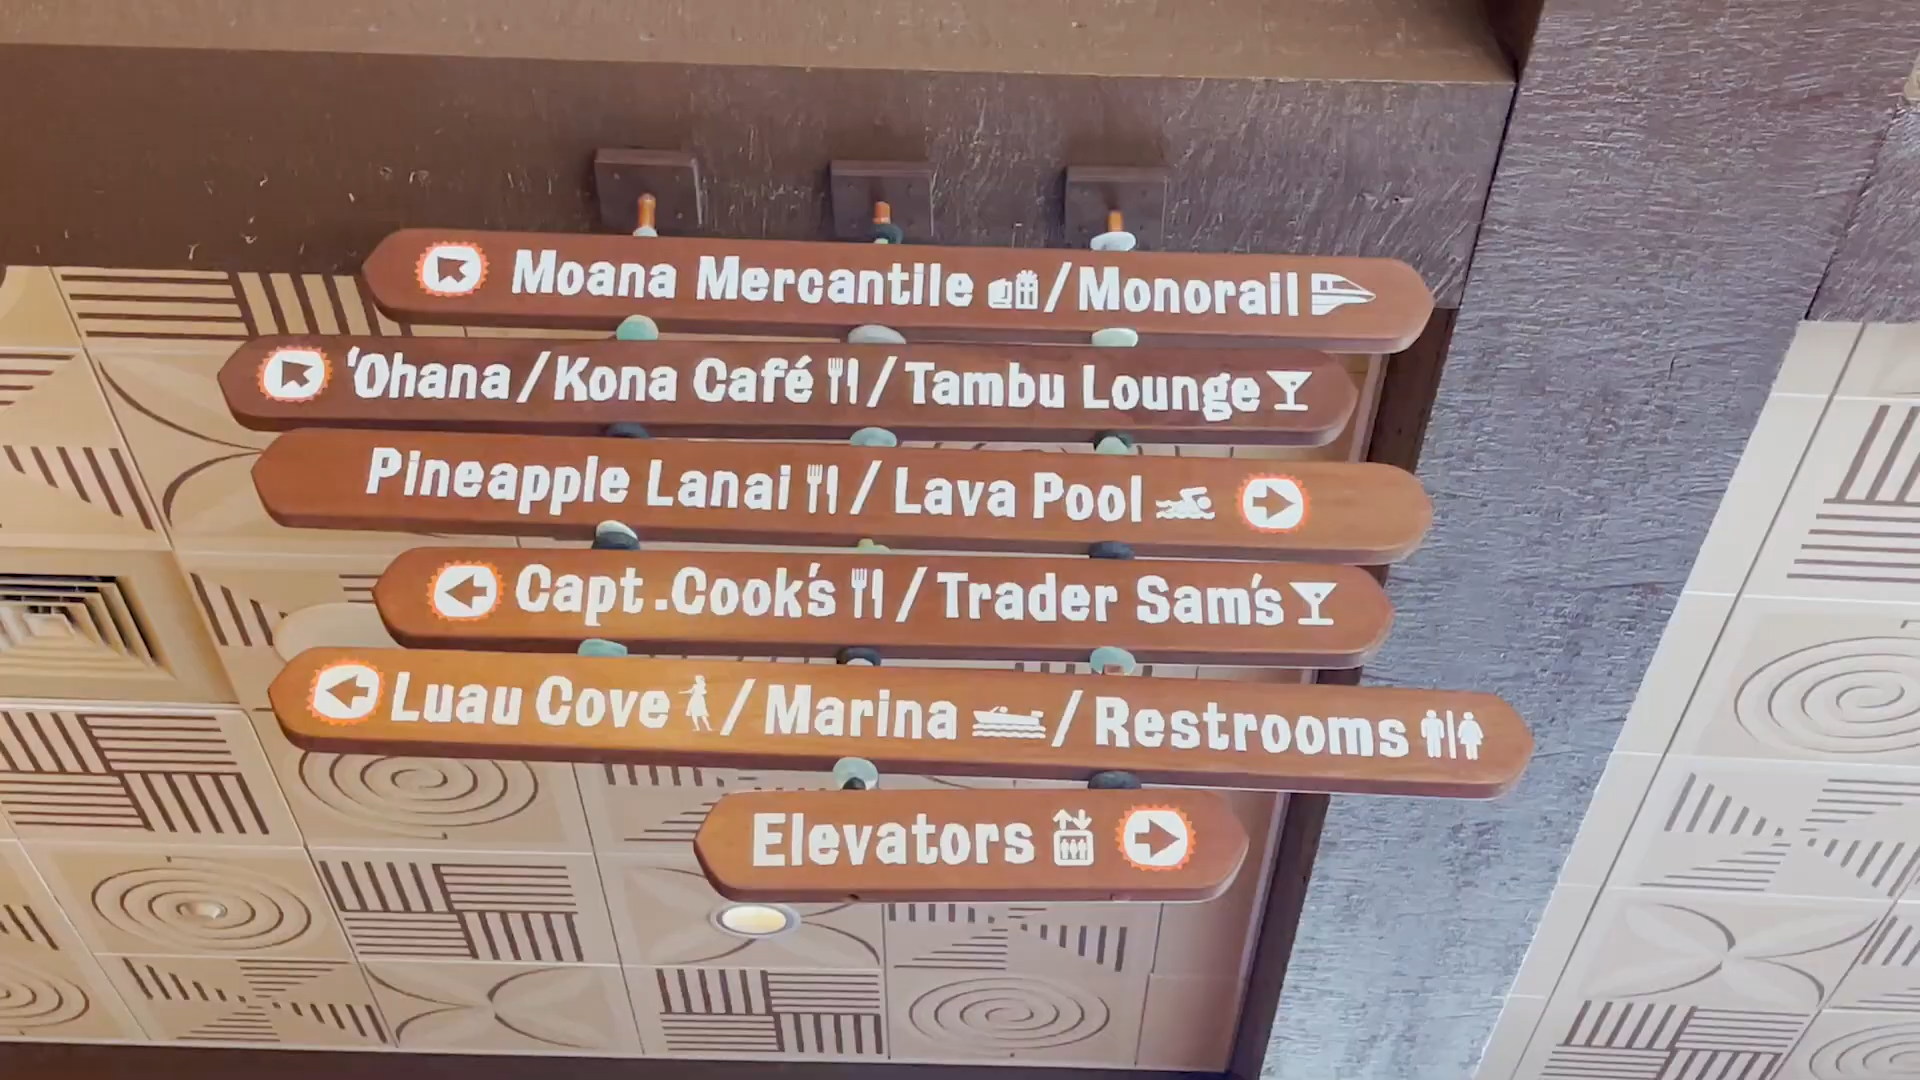 Moana Mercantile / Monorail
'Ohana / Kona Café / Tambu Lounge
Pineapple Lanai / Lava Pool
Capt. Cook's / Trader Sam's
Luau Cove / Marina / Restrooms
Elevators